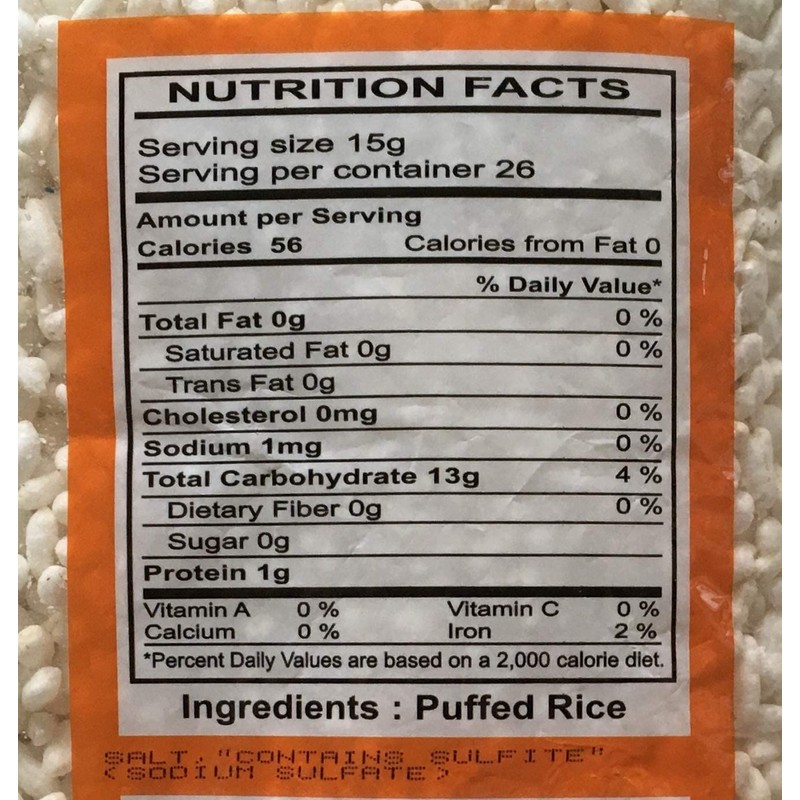 NUTRITION FACTS
Serving size 15g
Serving per container 26
Amount per Serving
Calories 56 Calories from Fat 0
% Daily Value*
Total Fat 0g 0 %
Saturated Fat 0g 0 %
Trans Fat 0g
Cholesterol 0mg 0 %
Sodium 1mg 0 %
Total Carbohydrate 13g 4 %
Dietary Fiber 0g 0 %
Sugar 0g
Protein 1g
Vitamin A 0 % Vitamin C 0 %
Calcium 0 % Iron 2 %
*Percent Daily Values are based on a 2,000 calorie diet.
Ingredients : Puffed Rice
SALT, "CONTAINS SULFITE"
<SODIUM SULFATE>